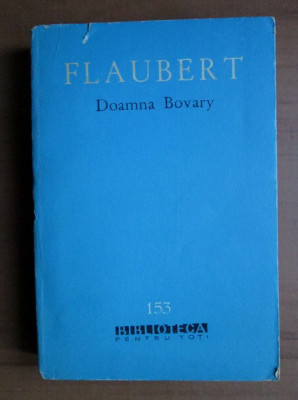 FLAUBERT
Doamna Bovary
153
BIBLIOTECA
PENTRU TOȚI